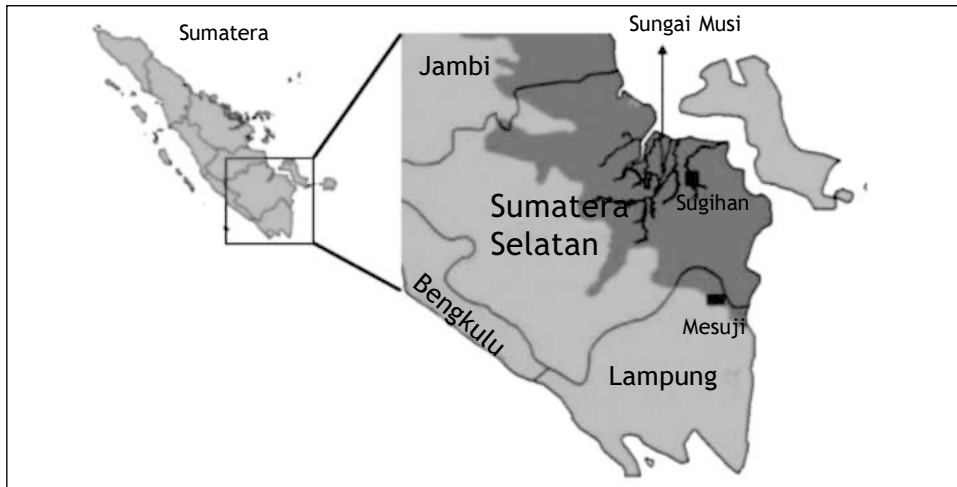 Sungai Musi
Sumatera
Jambi
Sugihan
Sumatera
Selatan
Bengkulu
Mesuji
Lampung